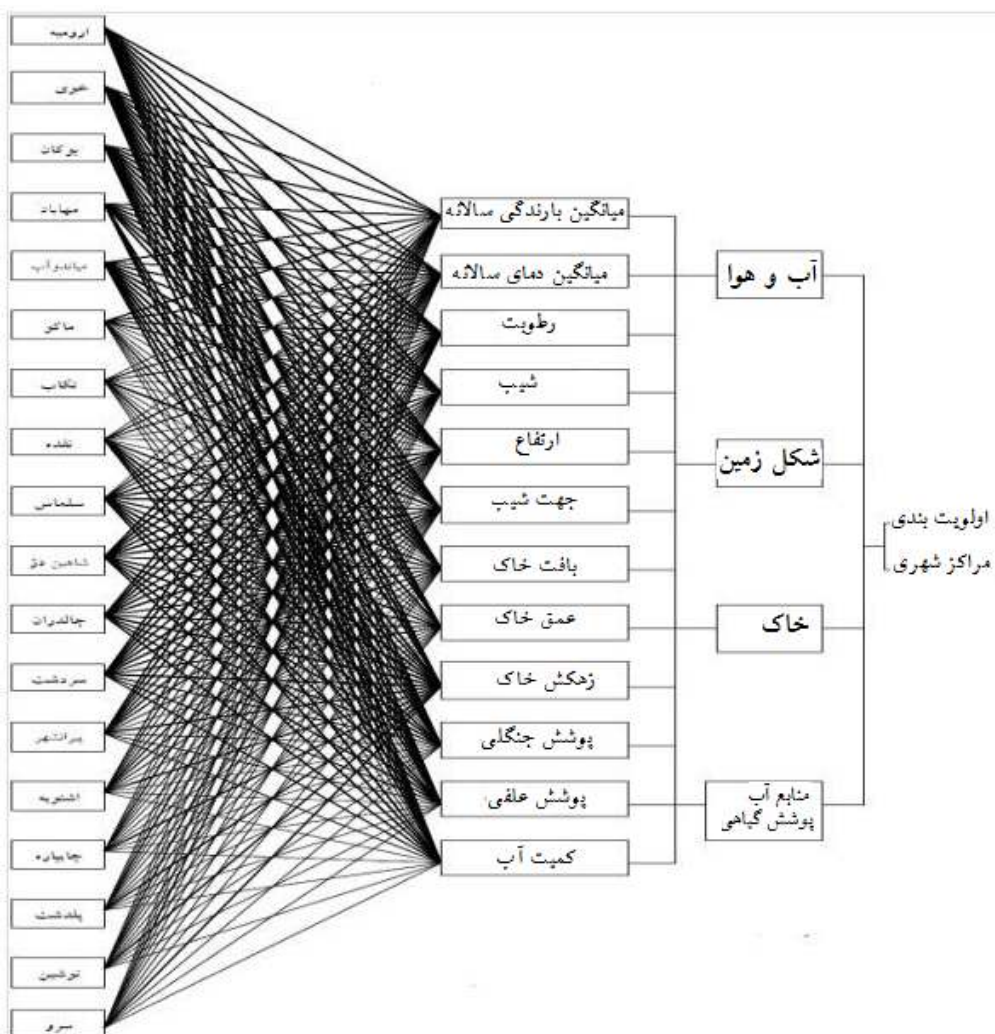 اولویت بندی
مراکز شهری
آب و هوا
شکل زمین
خاک
منابع آب
پوشش گیاهی
میانگین بارندگی سالانه
میانگین دمای سالانه
رطوبت
شیب
ارتفاع
جهت شیب
بافت خاک
عمق خاک
زهکش خاک
پوشش جنگلی
پوشش علفی
کمیت آب
ارومیه
خوی
بوکان
مهاباد
میاندوآب
ماکو
تکاب
نقده
سلماس
شاهین دژ
چالدران
سردشت
پیرانشهر
اشنویه
چایپاره
پلدشت
نوشین
سرو